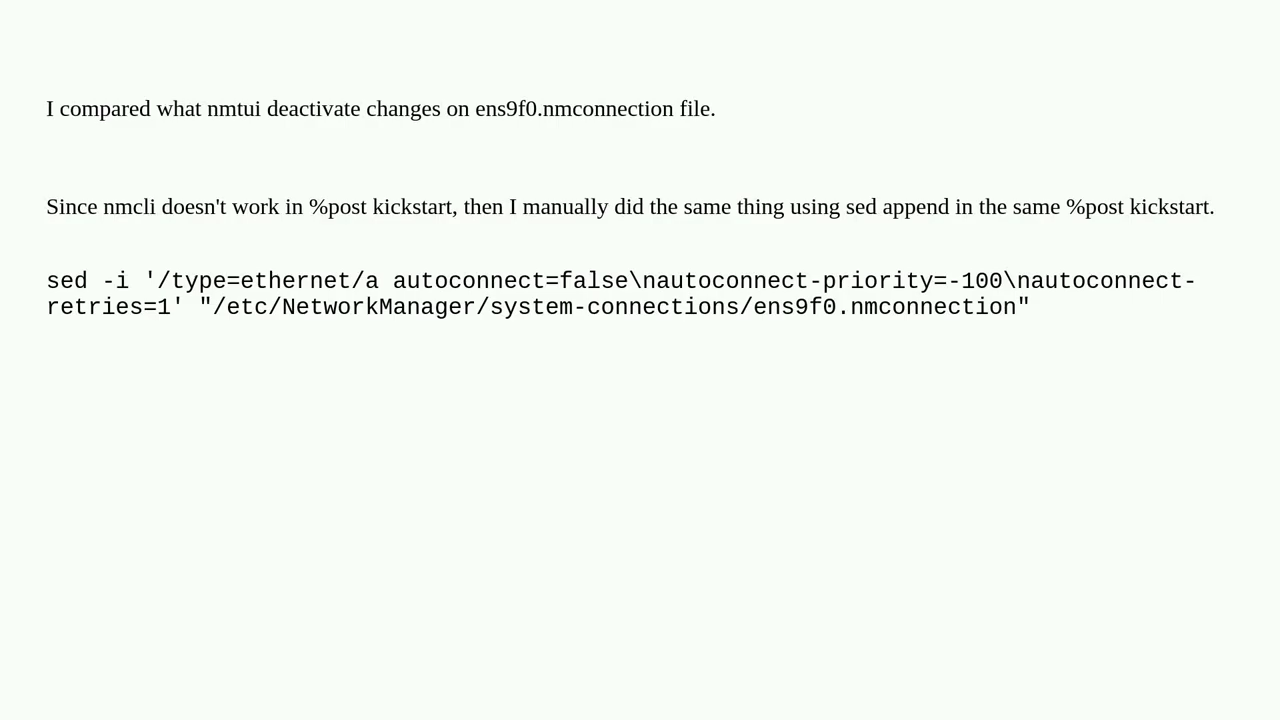 I compared what nmtui deactivate changes on ens9f0.nmconnection file.
Since nmcli doesn't work in %post kickstart, then I manually did the same thing using sed append in the same %post kickstart.
sed -i '/type=ethernet/a autoconnect=false\nautoconnect-priority=-100\nautoconnect-
retries=1' "/etc/NetworkManager/system-connections/ens9f0.nmconnection"